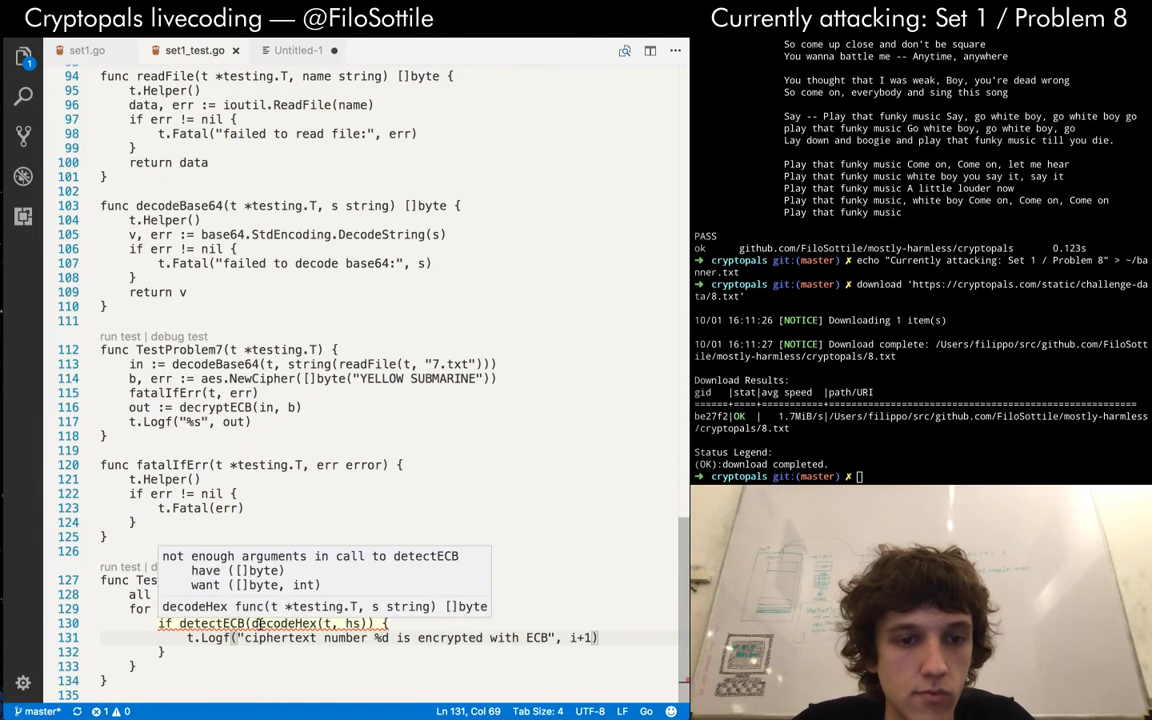 Cryptopals livecoding — @FiloSottile
Currently attacking: Set 1 / Problem 8
set1.go
set1_test.go ×
Untitled-1 ●
1
94 func readFile(t *testing.T, name string) []byte {
95 t.Helper()
96 data, err := ioutil.ReadFile(name)
97 if err != nil {
98 t.Fatal("failed to read file:", err)
99 }
100 return data
101 }
102
103 func decodeBase64(t *testing.T, s string) []byte {
104 t.Helper()
105 v, err := base64.StdEncoding.DecodeString(s)
106 if err != nil {
107 t.Fatal("failed to decode base64:", s)
108 }
109 return v
110 }
111
run test | debug test
112 func TestProblem7(t *testing.T) {
113 in := decodeBase64(t, string(readFile(t, "7.txt")))
114 b, err := aes.NewCipher([]byte("YELLOW SUBMARINE"))
115 fatalIfErr(t, err)
116 out := decryptECB(in, b)
117 t.Logf("%s", out)
118 }
119
120 func fatalIfErr(t *testing.T, err error) {
121 t.Helper()
122 if err != nil {
123 t.Fatal(err)
124 }
125 }
126
not enough arguments in call to detectECB
have ([]byte)
want ([]byte, int)
decodeHex func(t *testing.T, s string) []byte
run test | d
127 func Tes
128 all
129 for
130 if detectECB(decodeHex(t, hs)) {
131 t.Logf("ciphertext number %d is encrypted with ECB", i+1)
132 }
133 }
134 }
135
master* 1 0
Ln 131, Col 69 Tab Size: 4 UTF-8 LF Go
So come up close and don't be square
You wanna battle me -- Anytime, anywhere
You thought that I was weak, Boy, you're dead wrong
So come on, everybody and sing this song
Say -- Play that funky music Say, go white boy, go white boy go
play that funky music Go white boy, go white boy, go
Lay down and boogie and play that funky music till you die.
Play that funky music Come on, Come on, let me hear
Play that funky music white boy you say it, say it
Play that funky music A little louder now
Play that funky music, white boy Come on, Come on, Come on
Play that funky music
PASS
ok github.com/FiloSottile/mostly-harmless/cryptopals 0.123s
➜ cryptopals git:(master) ✗ echo "Currently attacking: Set 1 / Problem 8" > ~/ba
nner.txt
➜ cryptopals git:(master) ✗ download 'https://cryptopals.com/static/challenge-da
ta/8.txt'
10/01 16:11:26 [NOTICE] Downloading 1 item(s)
10/01 16:11:27 [NOTICE] Download complete: /Users/filippo/src/github.com/FiloSott
ile/mostly-harmless/cryptopals/8.txt
Download Results:
gid |stat|avg speed |path/URI
======+====+===========+=======================================================
be27f2|OK | 1.7MiB/s|/Users/filippo/src/github.com/FiloSottile/mostly-harmless
/cryptopals/8.txt
Status Legend:
(OK):download completed.
➜ cryptopals git:(master) ✗